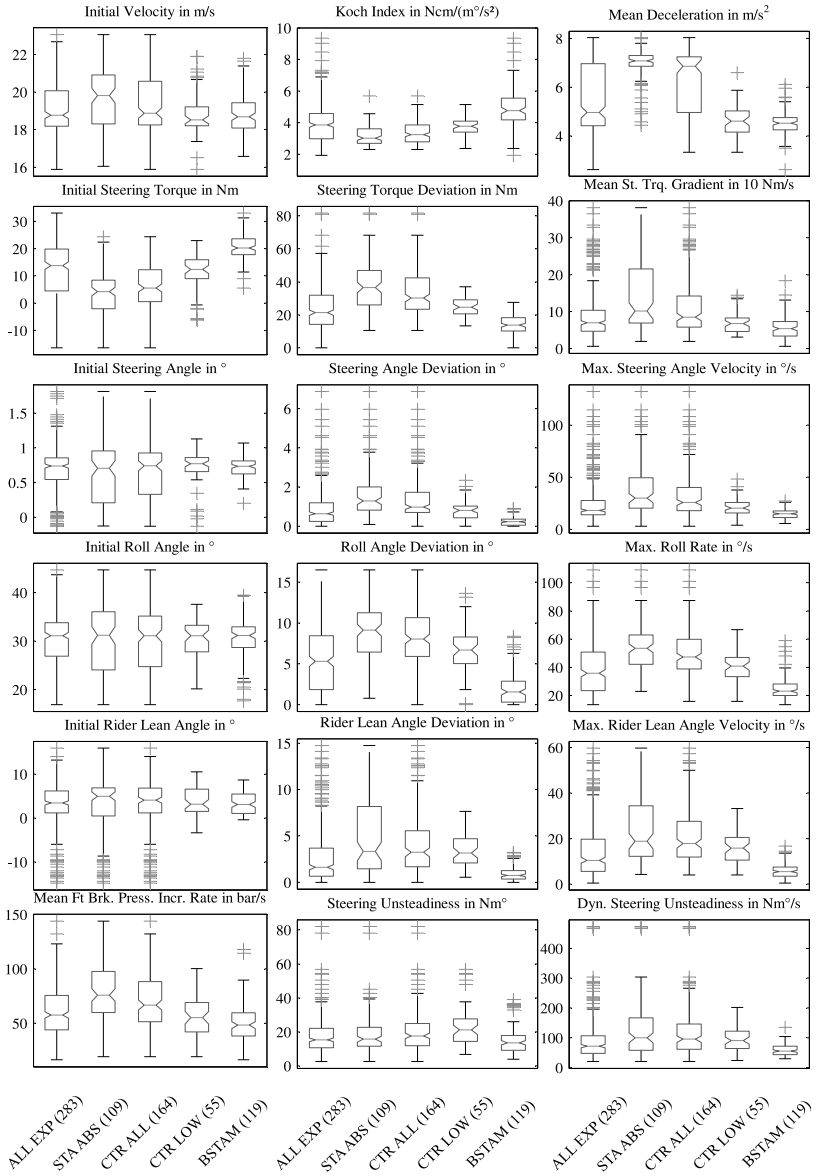 Initial Velocity in m/s
22
20
18
16
Koch Index in Ncm/(m°/s²)
10
8
6
4
2
Mean Deceleration in m/s²
8
6
4
Initial Steering Torque in Nm
30
20
10
-10
Steering Torque Deviation in Nm
80
60
40
20
0
Mean St. Trq. Gradient in 10 Nm/s
40
30
20
10
0
Initial Steering Angle in °
1.5
1
0.5
0
Steering Angle Deviation in °
6
4
2
0
Max. Steering Angle Velocity in °/s
100
50
0
Initial Roll Angle in °
40
30
20
Roll Angle Deviation in °
15
10
5
0
Max. Roll Rate in °/s
100
80
60
40
20
Initial Rider Lean Angle in °
10
0
-10
Rider Lean Angle Deviation in °
15
10
5
0
Max. Rider Lean Angle Velocity in °/s
60
40
20
0
Mean Ft Brk. Press. Incr. Rate in bar/s
150
100
50
Steering Unsteadiness in Nm°
80
60
40
20
0
Dyn. Steering Unsteadiness in Nm°/s
400
300
200
100
0
ALL EXP (283)
STA ABS (109)
CTR ALL (164)
CTR LOW (55)
BSTAM (119)
ALL EXP (283)
STA ABS (109)
CTR ALL (164)
CTR LOW (55)
BSTAM (119)
ALL EXP (283)
STA ABS (109)
CTR ALL (164)
CTR LOW (55)
BSTAM (119)